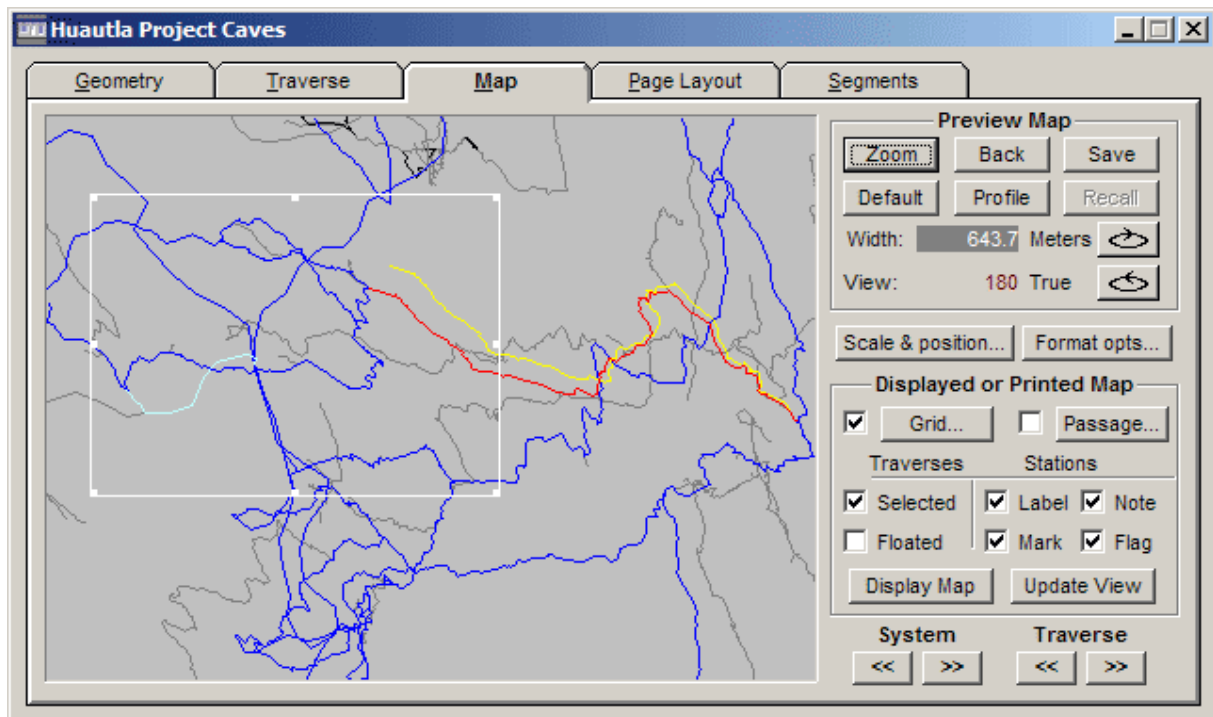 Huautla Project Caves
Geometry Traverse Map Page Layout Segments
Preview Map
Zoom Back Save
Default Profile Recall
Width: 643.7 Meters
View: 180 True
Scale & position... Format opts...
Displayed or Printed Map
Grid... Passage...
Traverses Stations
Selected Label Note
Floated Mark Flag
Display Map Update View
System Traverse
<< >> << >>